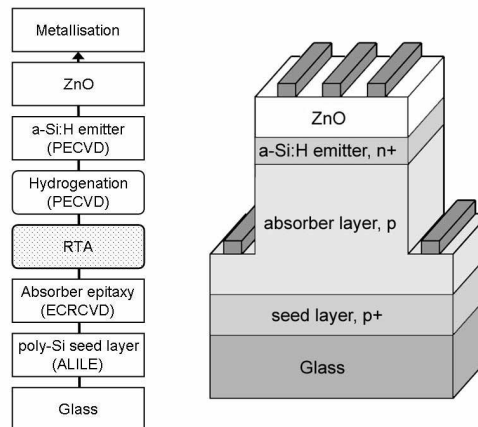 Metallisation
ZnO
a-Si:H emitter
(PECVD)
Hydrogenation
(PECVD)
RTA
Absorber epitaxy
(ECRCVD)
poly-Si seed layer
(ALILE)
Glass
ZnO
a-Si:H emitter, n+
absorber layer, p
seed layer, p+
Glass